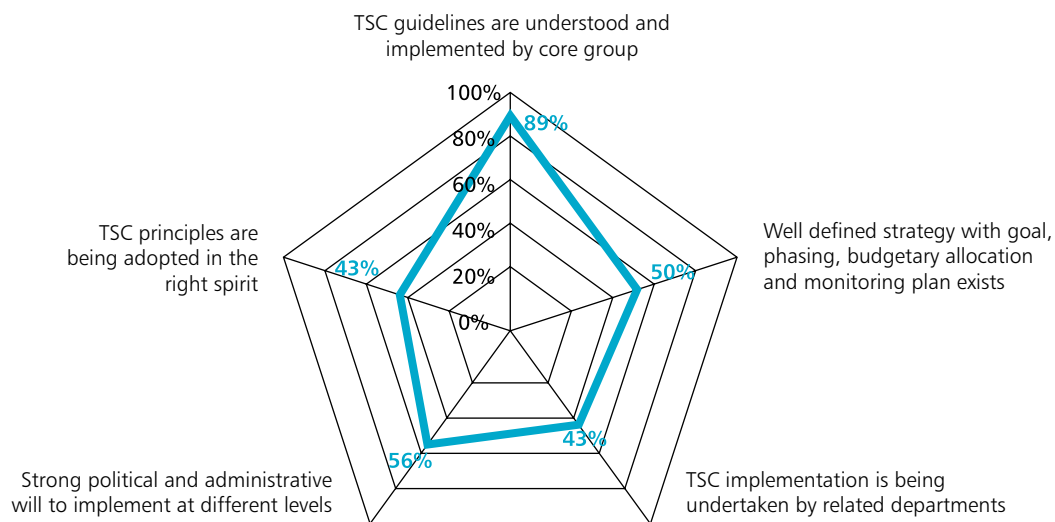 TSC guidelines are understood and
implemented by core group
100%
89%
80%
60%
40%
20%
0%
TSC principles are
being adopted in the
right spirit
43%
50%
Well defined strategy with goal,
phasing, budgetary allocation
and monitoring plan exists
43%
56%
Strong political and administrative
will to implement at different levels
TSC implementation is being
undertaken by related departments